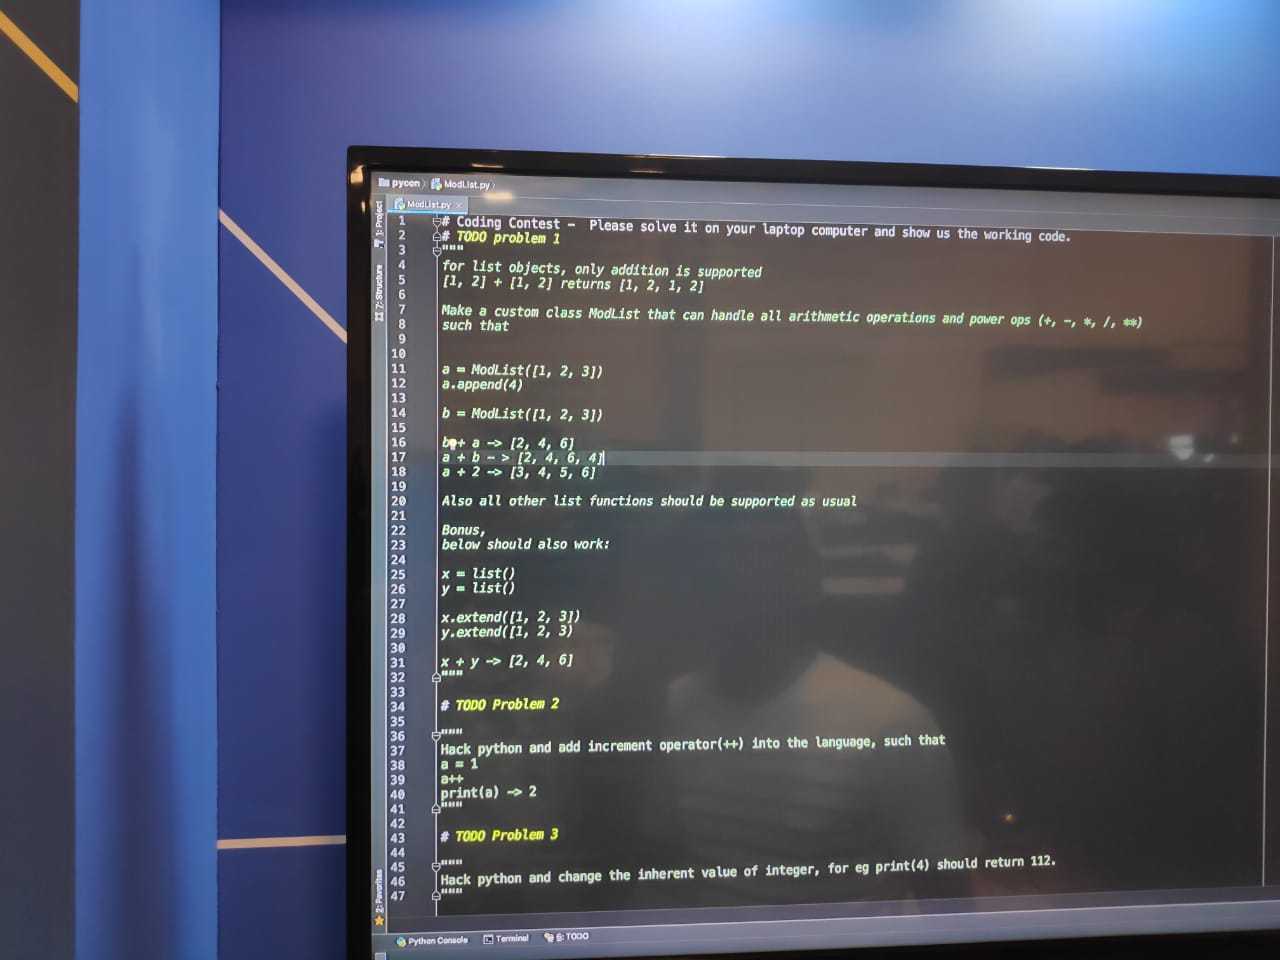 pycon
ModList.py
ModList.py
1: Project
7: Structure
1 # Coding Contest - Please solve it on your laptop computer and show us the working code.
2 # TODO problem 1
3 """
4 for list objects, only addition is supported
5 [1, 2] + [1, 2] returns [1, 2, 1, 2]
6
7 Make a custom class ModList that can handle all arithmetic operations and power ops (+, -, *, /, **)
8 such that
9
10
11 a = ModList([1, 2, 3])
12 a.append(4)
13
14 b = ModList([1, 2, 3])
15
16 b + a -> [2, 4, 6]
17 a + b - > [2, 4, 6, 4]
18 a + 2 -> [3, 4, 5, 6]
19
20 Also all other list functions should be supported as usual
21
22 Bonus,
23 below should also work:
24
25 x = list()
26 y = list()
27
28 x.extend([1, 2, 3])
29 y.extend([1, 2, 3)
30
31 x + y -> [2, 4, 6]
32 """
33
34 # TODO Problem 2
35
36 """
37 Hack python and add increment operator(++) into the language, such that
38 a = 1
39 a++
40 print(a) -> 2
41 """
42
43 # TODO Problem 3
44
45 """
46 Hack python and change the inherent value of integer, for eg print(4) should return 112.
47 """
2: Favorites
Python Console
Terminal
6: TODO